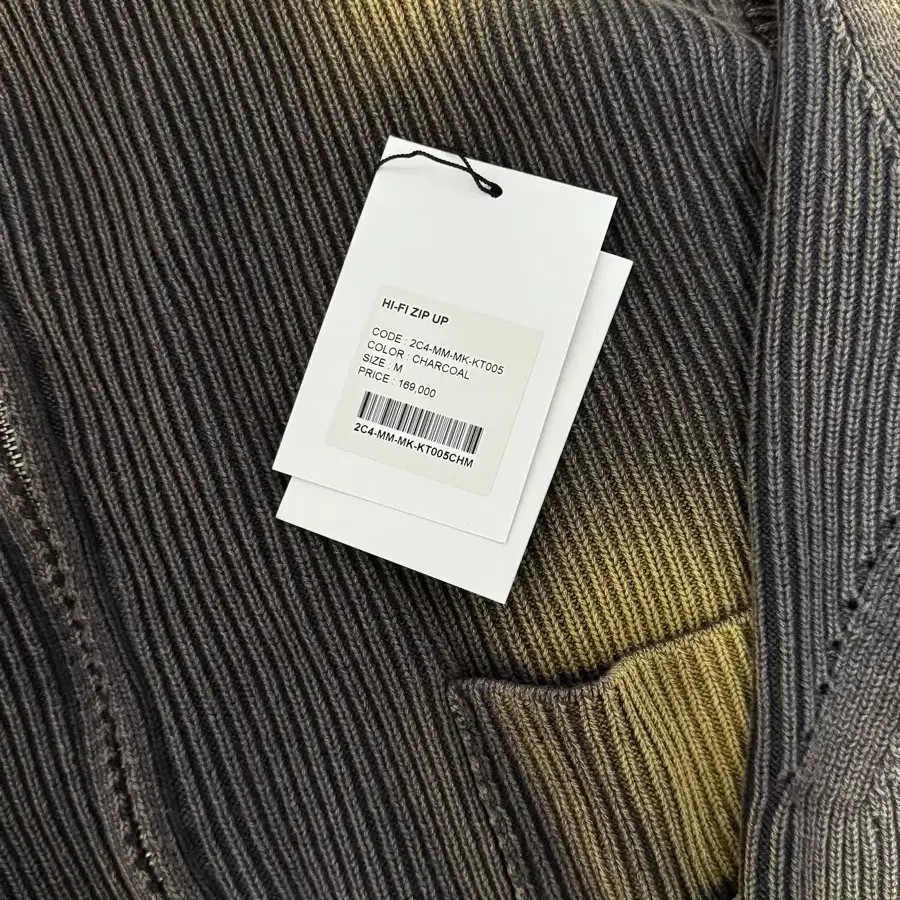 HI-FI ZIP UP
CODE : 2C4-MM-MK-KT005
COLOR : CHARCOAL
SIZE : M
PRICE : 169,000
2C4-MM-MK-KT005CHM